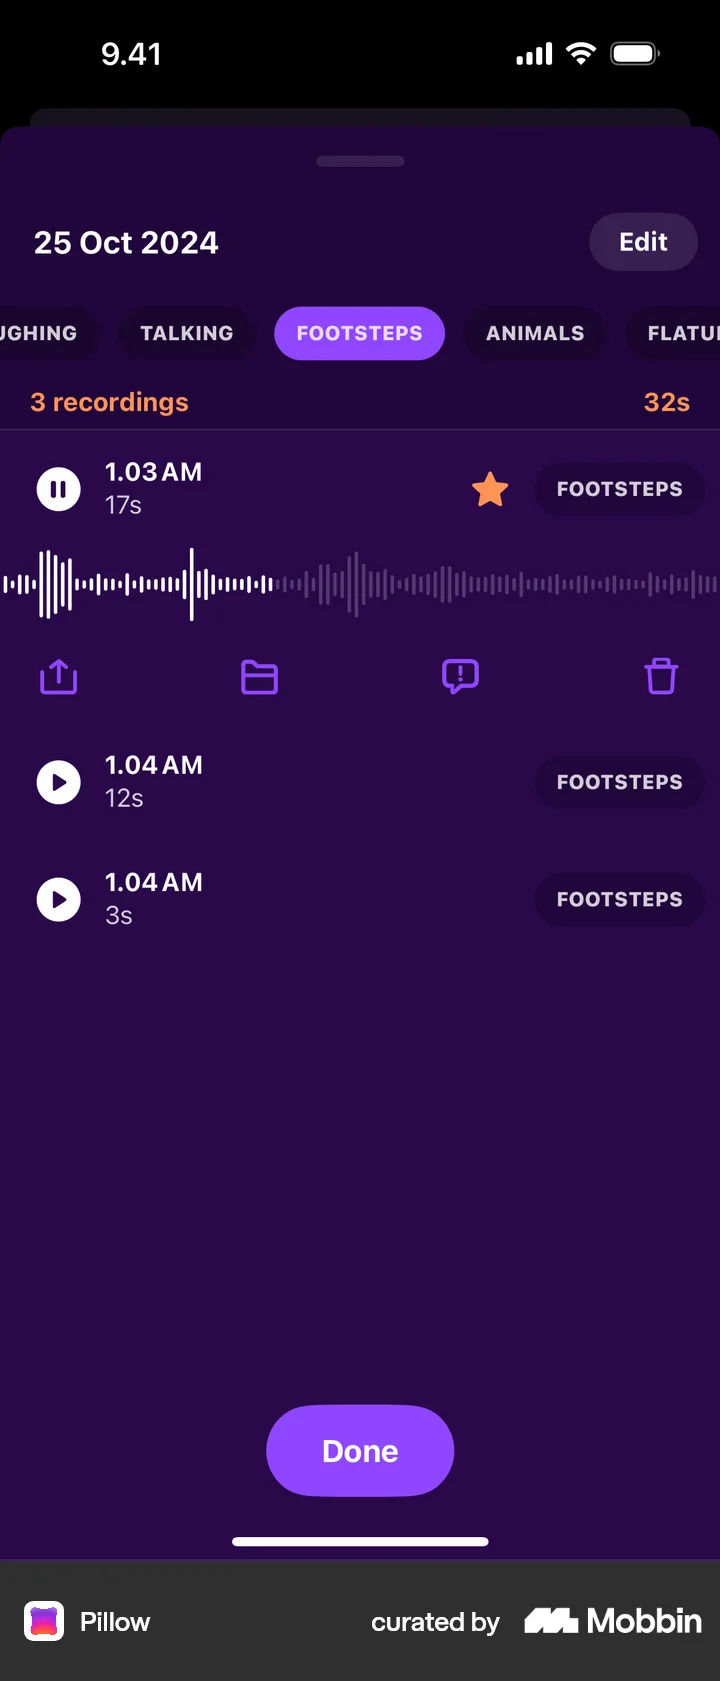 9.41
25 Oct 2024
Edit
UGHING
TALKING
FOOTSTEPS
ANIMALS
FLATU
3 recordings
32s
1.03 AM
17s
FOOTSTEPS
1.04 AM
12s
FOOTSTEPS
1.04 AM
3s
FOOTSTEPS
Done
Pillow
curated by
Mobbin